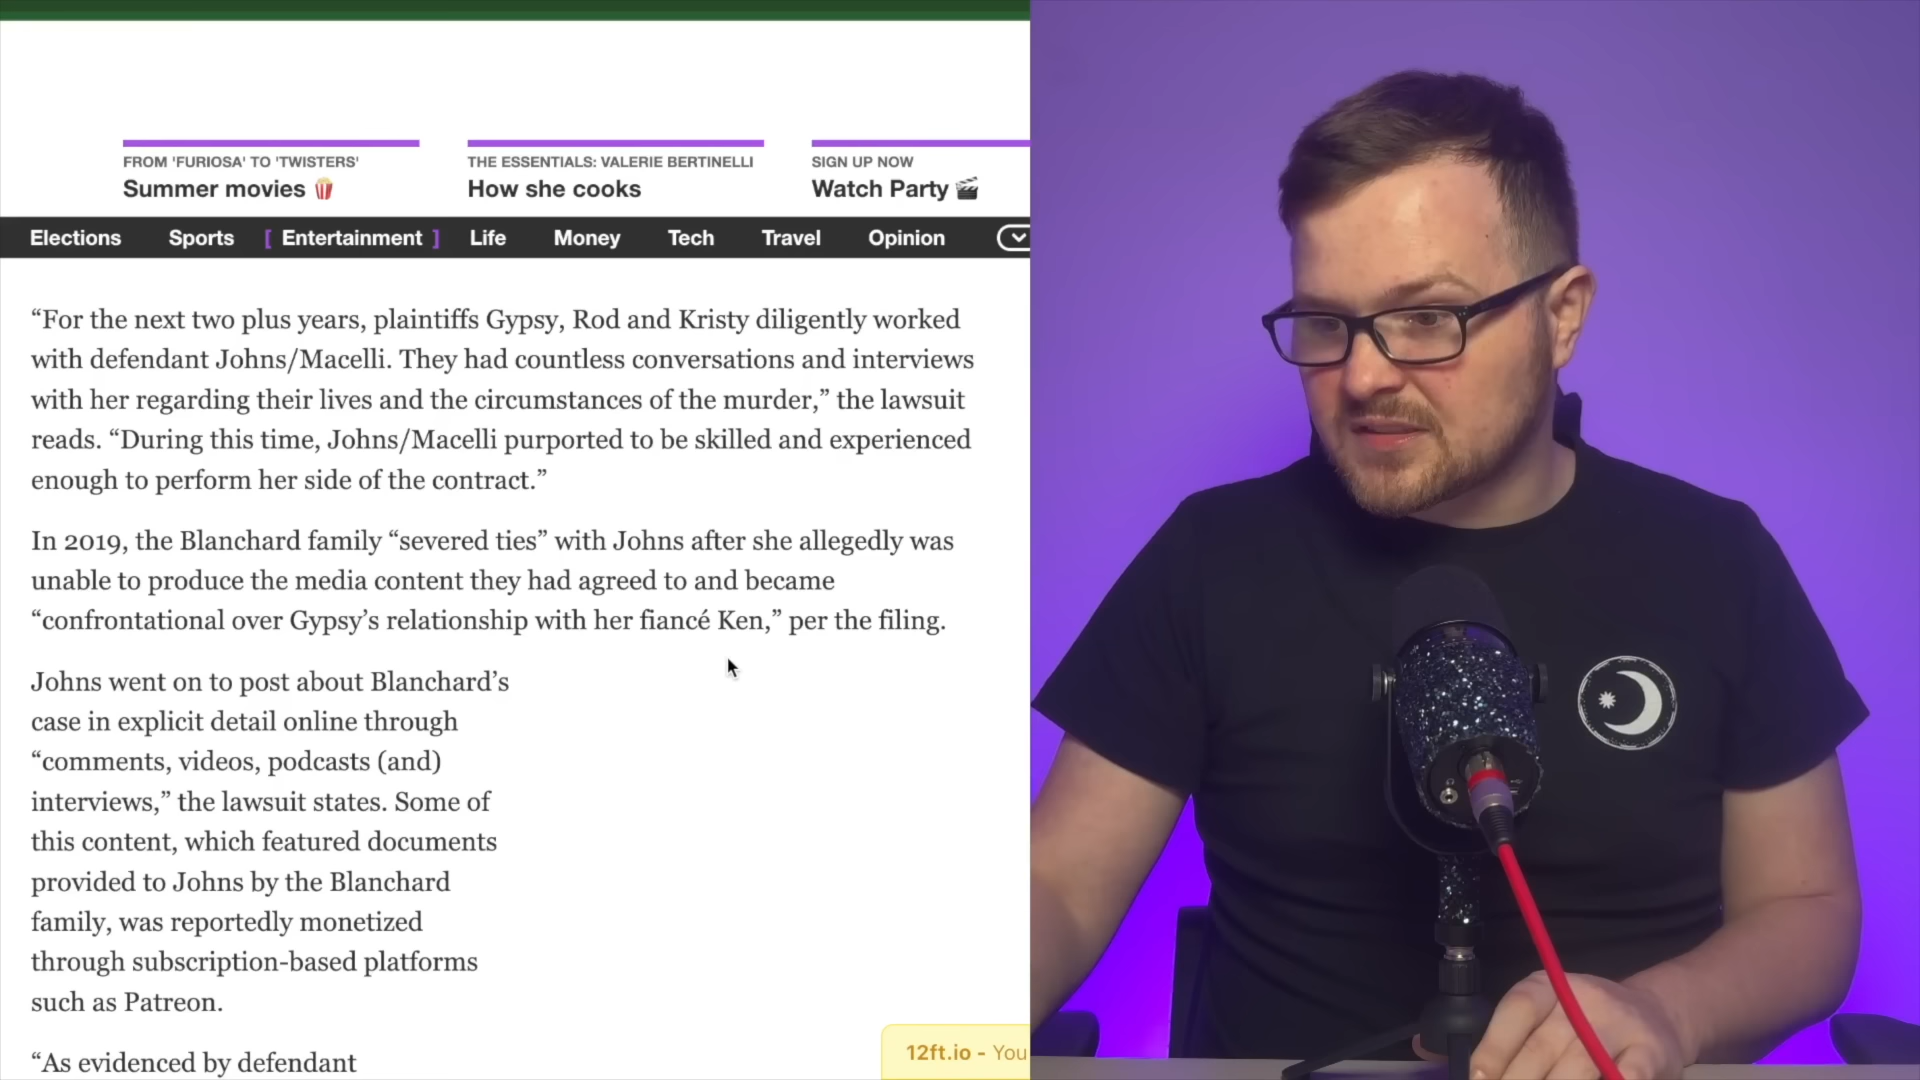 FROM 'FURIOSA' TO 'TWISTERS'
Summer movies
THE ESSENTIALS: VALERIE BERTINELLI
How she cooks
SIGN UP NOW
Watch Party
Elections Sports [ Entertainment ] Life Money Tech Travel Opinion
“For the next two plus years, plaintiffs Gypsy, Rod and Kristy diligently worked
with defendant Johns/Macelli. They had countless conversations and interviews
with her regarding their lives and the circumstances of the murder,” the lawsuit
reads. “During this time, Johns/Macelli purported to be skilled and experienced
enough to perform her side of the contract.”
In 2019, the Blanchard family “severed ties” with Johns after she allegedly was
unable to produce the media content they had agreed to and became
“confrontational over Gypsy’s relationship with her fiancé Ken,” per the filing.
Johns went on to post about Blanchard’s
case in explicit detail online through
“comments, videos, podcasts (and)
interviews,” the lawsuit states. Some of
this content, which featured documents
provided to Johns by the Blanchard
family, was reportedly monetized
through subscription-based platforms
such as Patreon.
“As evidenced by defendant
12ft.io - You